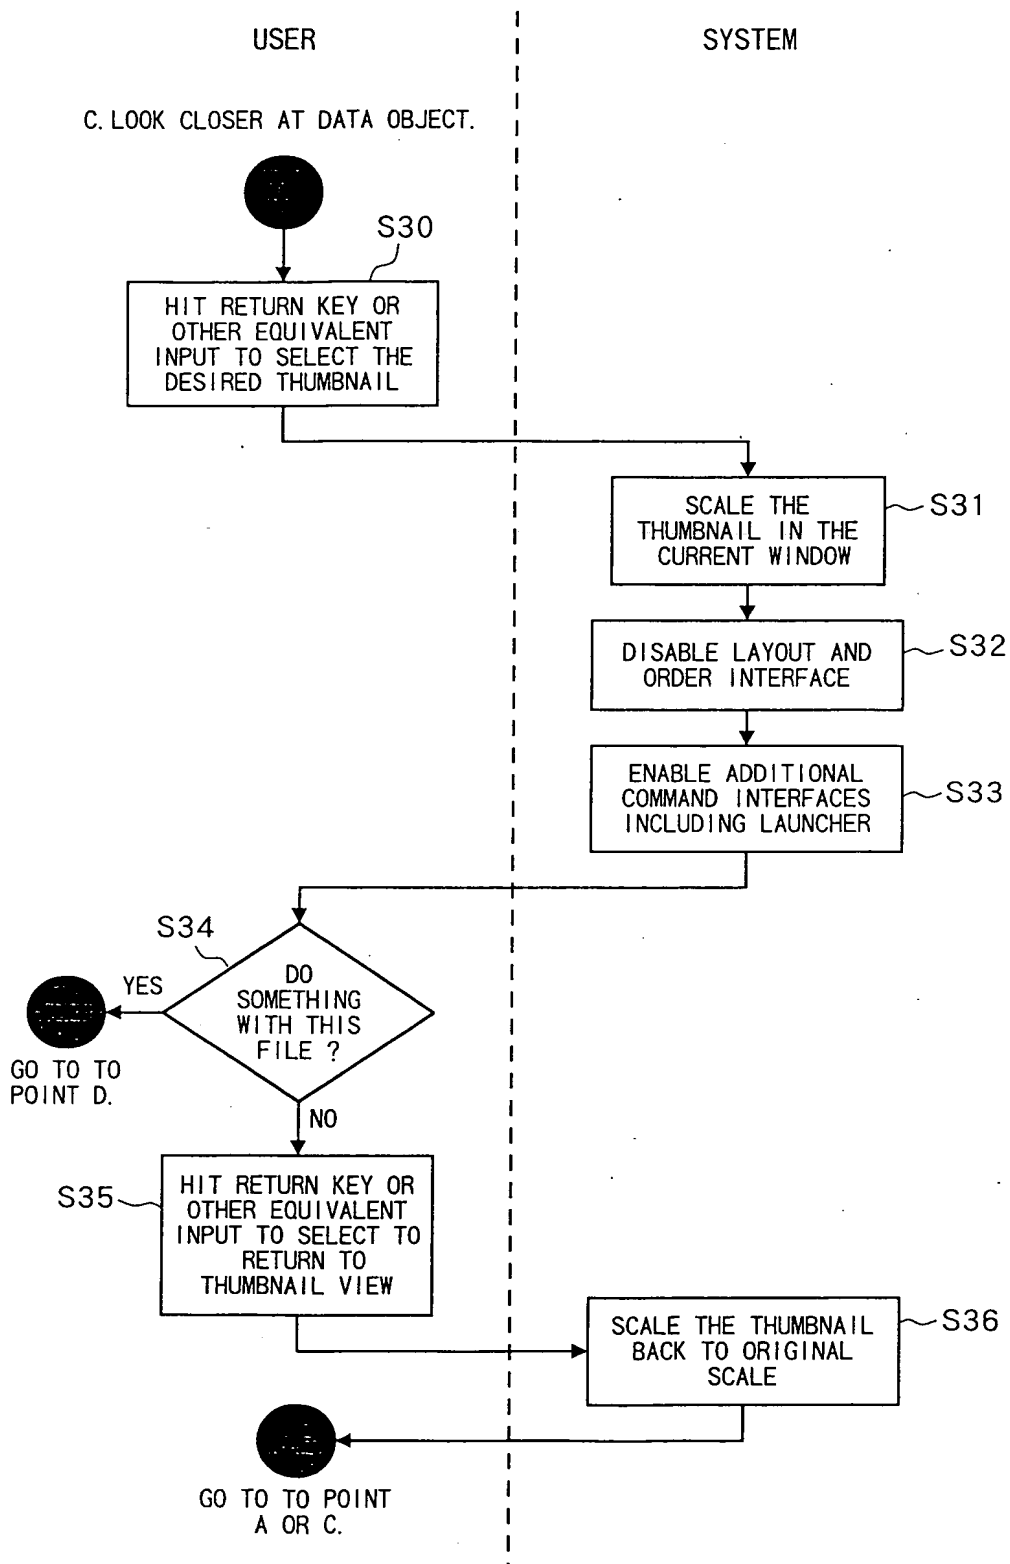 USER
SYSTEM
C. LOOK CLOSER AT DATA OBJECT.
S30
HIT RETURN KEY OR
OTHER EQUIVALENT
INPUT TO SELECT THE
DESIRED THUMBNAIL
SCALE THE
THUMBNAIL IN THE
CURRENT WINDOW
S31
DISABLE LAYOUT AND
ORDER INTERFACE
S32
ENABLE ADDITIONAL
COMMAND INTERFACES
INCLUDING LAUNCHER
S33
S34
DO
SOMETHING
WITH THIS
FILE ?
YES
GO TO TO
POINT D.
NO
S35
HIT RETURN KEY OR
OTHER EQUIVALENT
INPUT TO SELECT TO
RETURN TO
THUMBNAIL VIEW
SCALE THE THUMBNAIL
BACK TO ORIGINAL
SCALE
S36
GO TO TO POINT
A OR C.